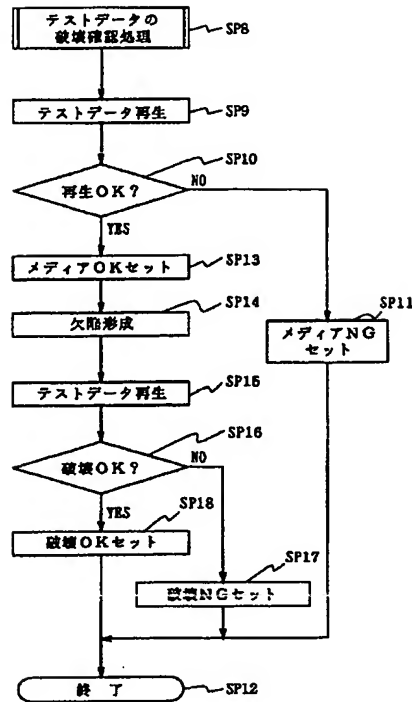 テストデータの
破壊確認処理
SP8
テストデータ再生
SP9
SP10
再生OK?
NO
YES
メディアOKセット
SP13
SP14
欠陥形成
SP11
メディアNG
セット
テストデータ再生
SP15
SP16
破壊OK?
NO
YES
SP18
破壊OKセット
SP17
破壊NGセット
終了
SP12